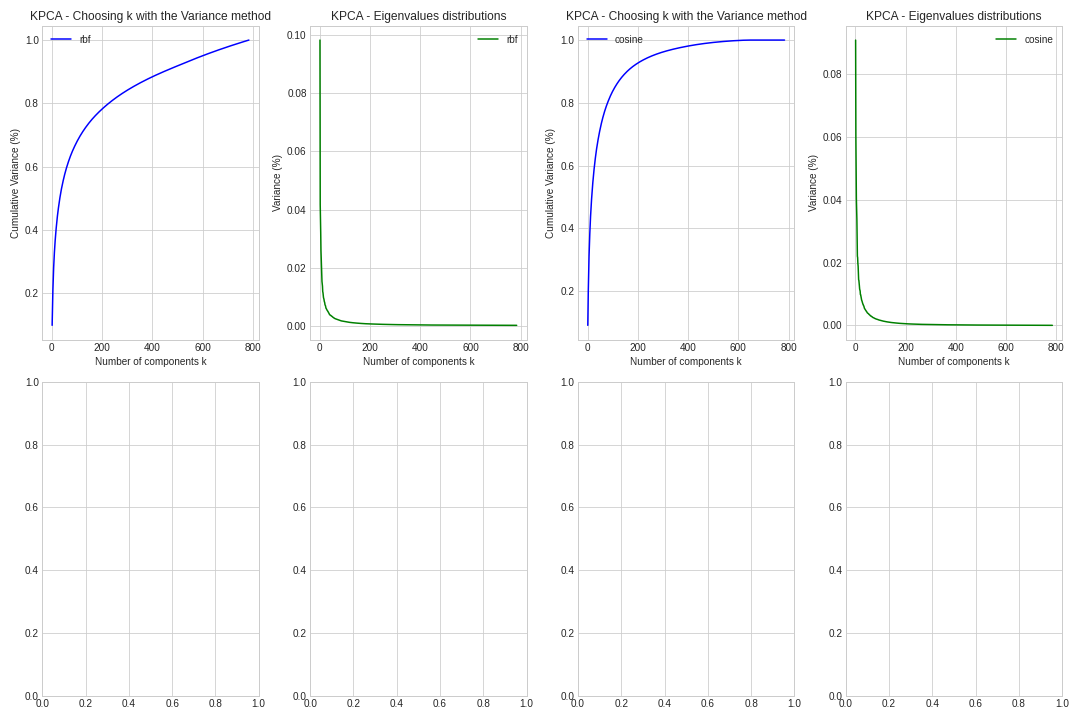 KPCA - Choosing k with the Variance method
KPCA - Eigenvalues distributions
KPCA - Choosing k with the Variance method
KPCA - Eigenvalues distributions
1.0
0.8
0.6
0.4
0.2
Cumulative Variance (%)
rbf
0 200 400 600 800
Number of components k
0.10
0.08
0.06
0.04
0.02
0.00
Variance (%)
rbf
0 200 400 600 800
Number of components k
1.0
0.8
0.6
0.4
0.2
Cumulative Variance (%)
cosine
0 200 400 600 800
Number of components k
0.08
0.06
0.04
0.02
0.00
Variance (%)
cosine
0 200 400 600 800
Number of components k
1.0
0.8
0.6
0.4
0.2
0.0
0.0 0.2 0.4 0.6 0.8 1.0
1.0
0.8
0.6
0.4
0.2
0.0
0.0 0.2 0.4 0.6 0.8 1.0
1.0
0.8
0.6
0.4
0.2
0.0
0.0 0.2 0.4 0.6 0.8 1.0
1.0
0.8
0.6
0.4
0.2
0.0
0.0 0.2 0.4 0.6 0.8 1.0